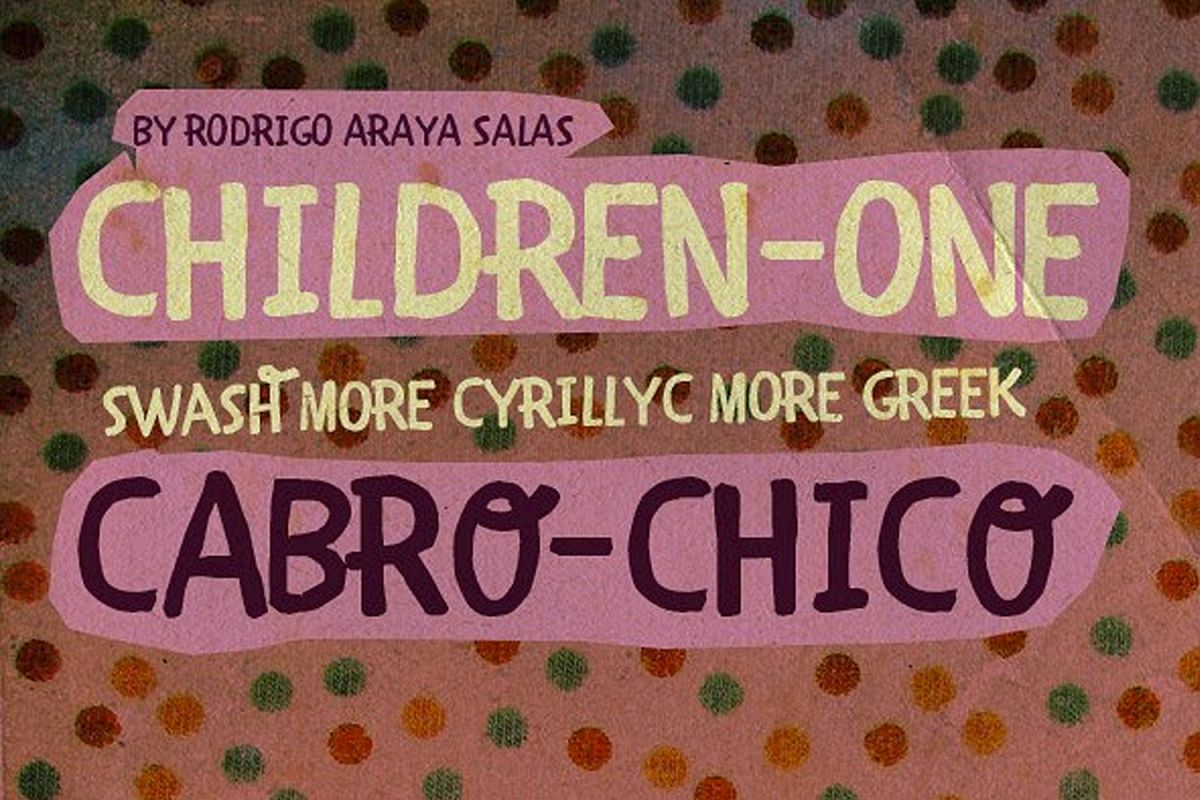 BY RODRIGO ARAYA SALAS
CHILDREN-ONE
SWASH MORE CYRILLYC MORE GREEK
CABRO-CHICO